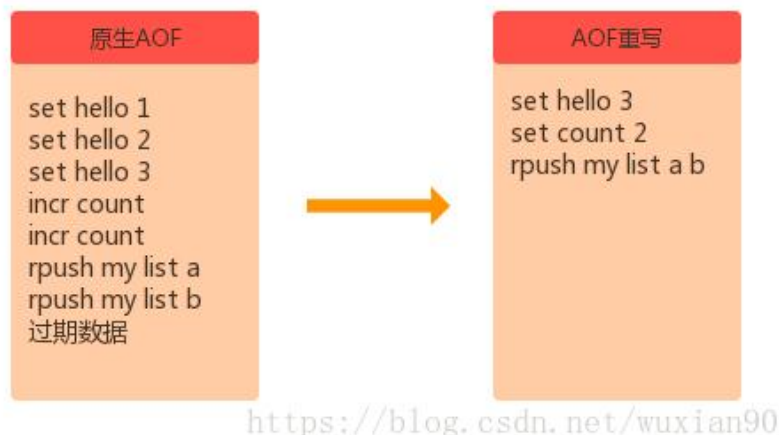 原生AOF
set hello 1
set hello 2
set hello 3
incr count
incr count
rpush my list a
rpush my list b
过期数据
AOF重写
set hello 3
set count 2
rpush my list a b
https://blog.csdn.net/wuxian90